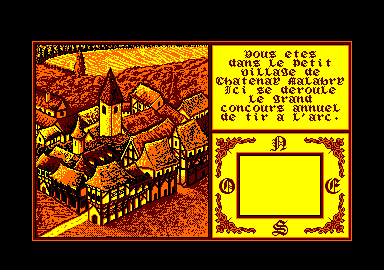 Vous etes
dans le petit
village de
Chatenay Malabry
Ici se deroule
le grand
concours annuel
de tir a l'arc.
N
O E
S